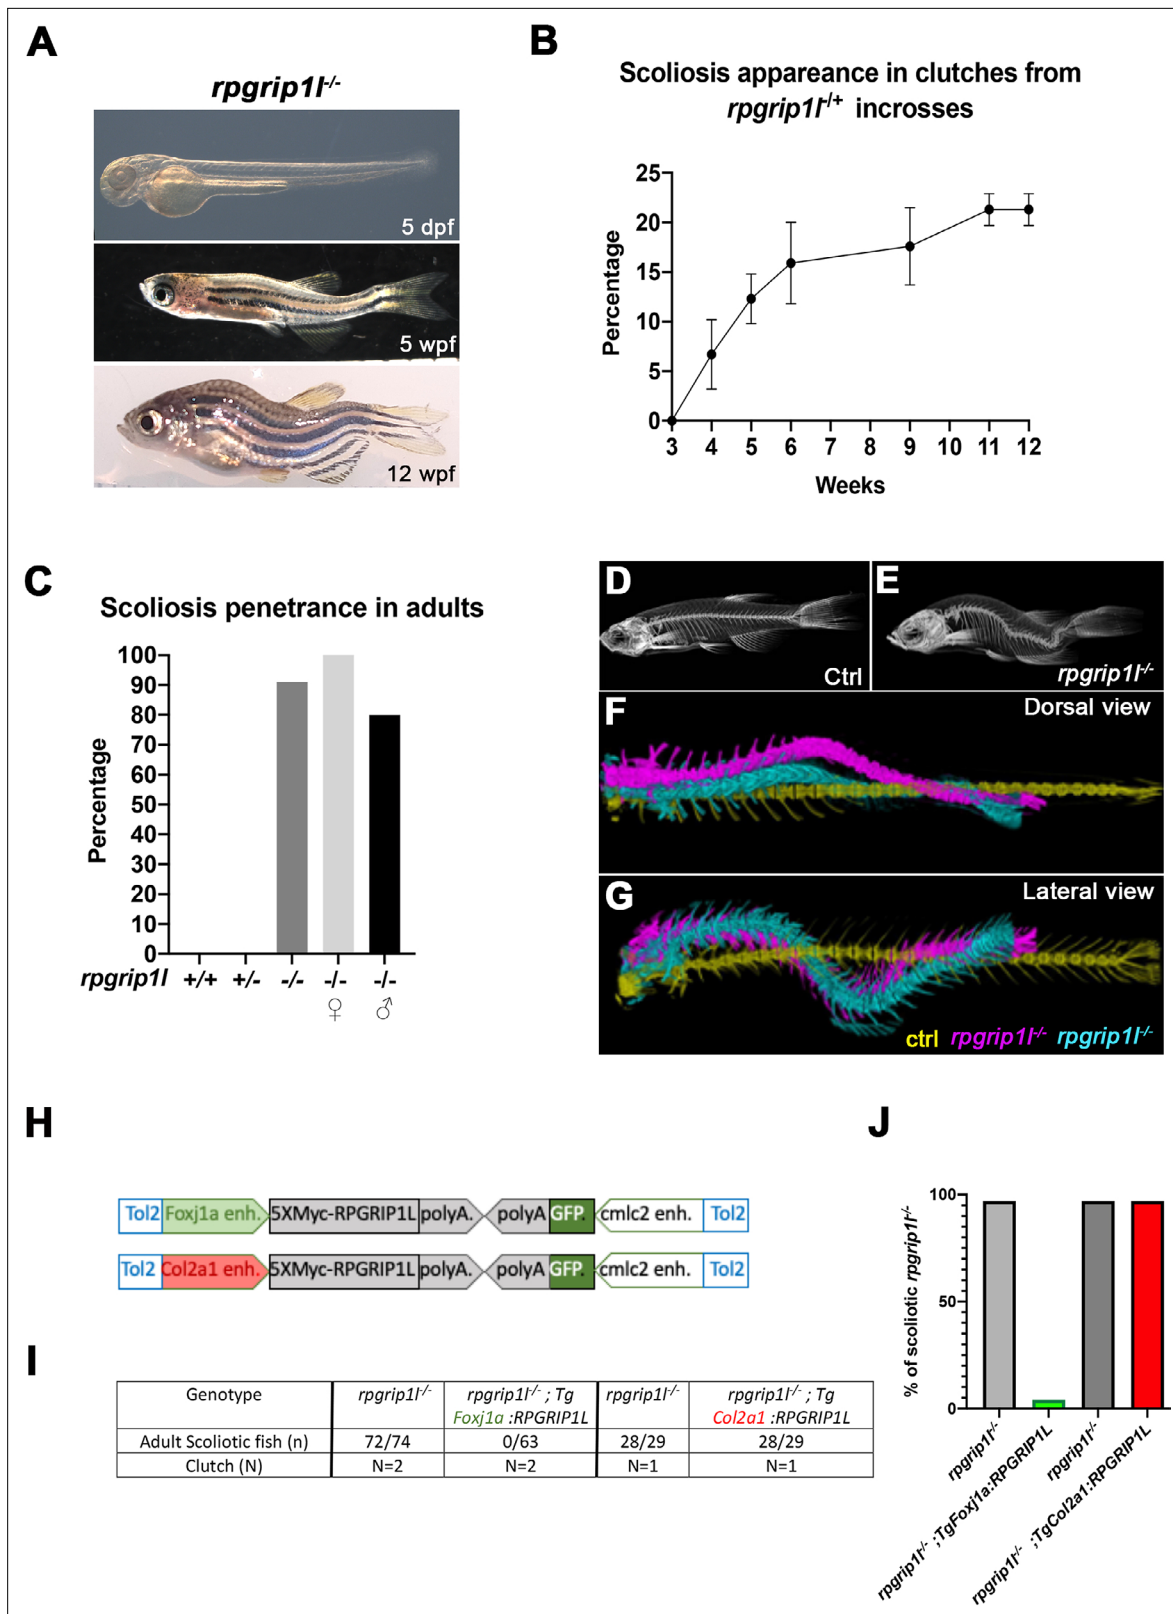 A
rpgrip1l-/-
5 dpf
5 wpf
12 wpf
B
Scoliosis appareance in clutches from
rpgrip1l-/+ incrosses
Percentage
25
20
15
10
5
0
3 4 5 6 7 8 9 10 11 12
Weeks
C
Scoliosis penetrance in adults
Percentage
100
90
80
70
60
50
40
30
20
10
0
rpgrip1l +/+ +/- -/- -/- -/-
♀ ♂
D
Ctrl
E
rpgrip1l-/-
F
Dorsal view
G
Lateral view
ctrl rpgrip1l-/- rpgrip1l-/-
H
Tol2 Foxj1a enh. 5XMyc-RPGRIP1L polyA. polyA GFP. cmlc2 enh. Tol2
Tol2 Col2a1 enh. 5XMyc-RPGRIP1L polyA. polyA GFP. cmlc2 enh. Tol2
I
Genotype rpgrip1l-/- rpgrip1l-/- ; Tg rpgrip1l-/- rpgrip1l-/- ; Tg
Foxj1a :RPGRIP1L Col2a1 :RPGRIP1L
Adult Scoliotic fish (n) 72/74 0/63 28/29 28/29
Clutch (N) N=2 N=2 N=1 N=1
J
% of scoliotic rpgrip1l-/-
100
50
0
rpgrip1l-/-
rpgrip1l-/- ;TgFoxj1a:RPGRIP1L
rpgrip1l-/-
rpgrip1l-/- ;TgCol2a1:RPGRIP1L